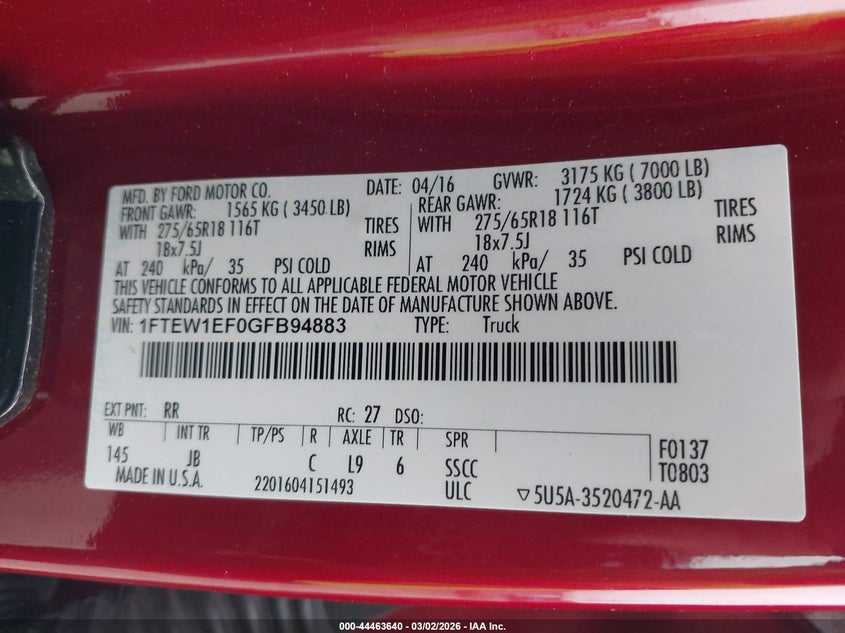 MFD. BY FORD MOTOR CO. DATE: 04/16 GVWR: 3175 KG ( 7000 LB)
FRONT GAWR: 1565 KG ( 3450 LB) REAR GAWR: 1724 KG ( 3800 LB)
WITH 275/65R18 116T TIRES WITH 275/65R18 116T TIRES
18x7.5J RIMS 18x7.5J RIMS
AT 240 kPa/ 35 PSI COLD AT 240 kPa/ 35 PSI COLD
THIS VEHICLE CONFORMS TO ALL APPLICABLE FEDERAL MOTOR VEHICLE
SAFETY STANDARDS IN EFFECT ON THE DATE OF MANUFACTURE SHOWN ABOVE.
VIN: 1FTEW1EF0GFB94883 TYPE: Truck
EXT PNT: RR RC: 27 DSO:
WB INT TR TP/PS R AXLE TR SPR F0137
145 JB C L9 6 SSCC T0803
MADE IN U.S.A. 2201604151493 ULC ▽5U5A-3520472-AA
000-44463640 - 03/02/2026 - IAA Inc.